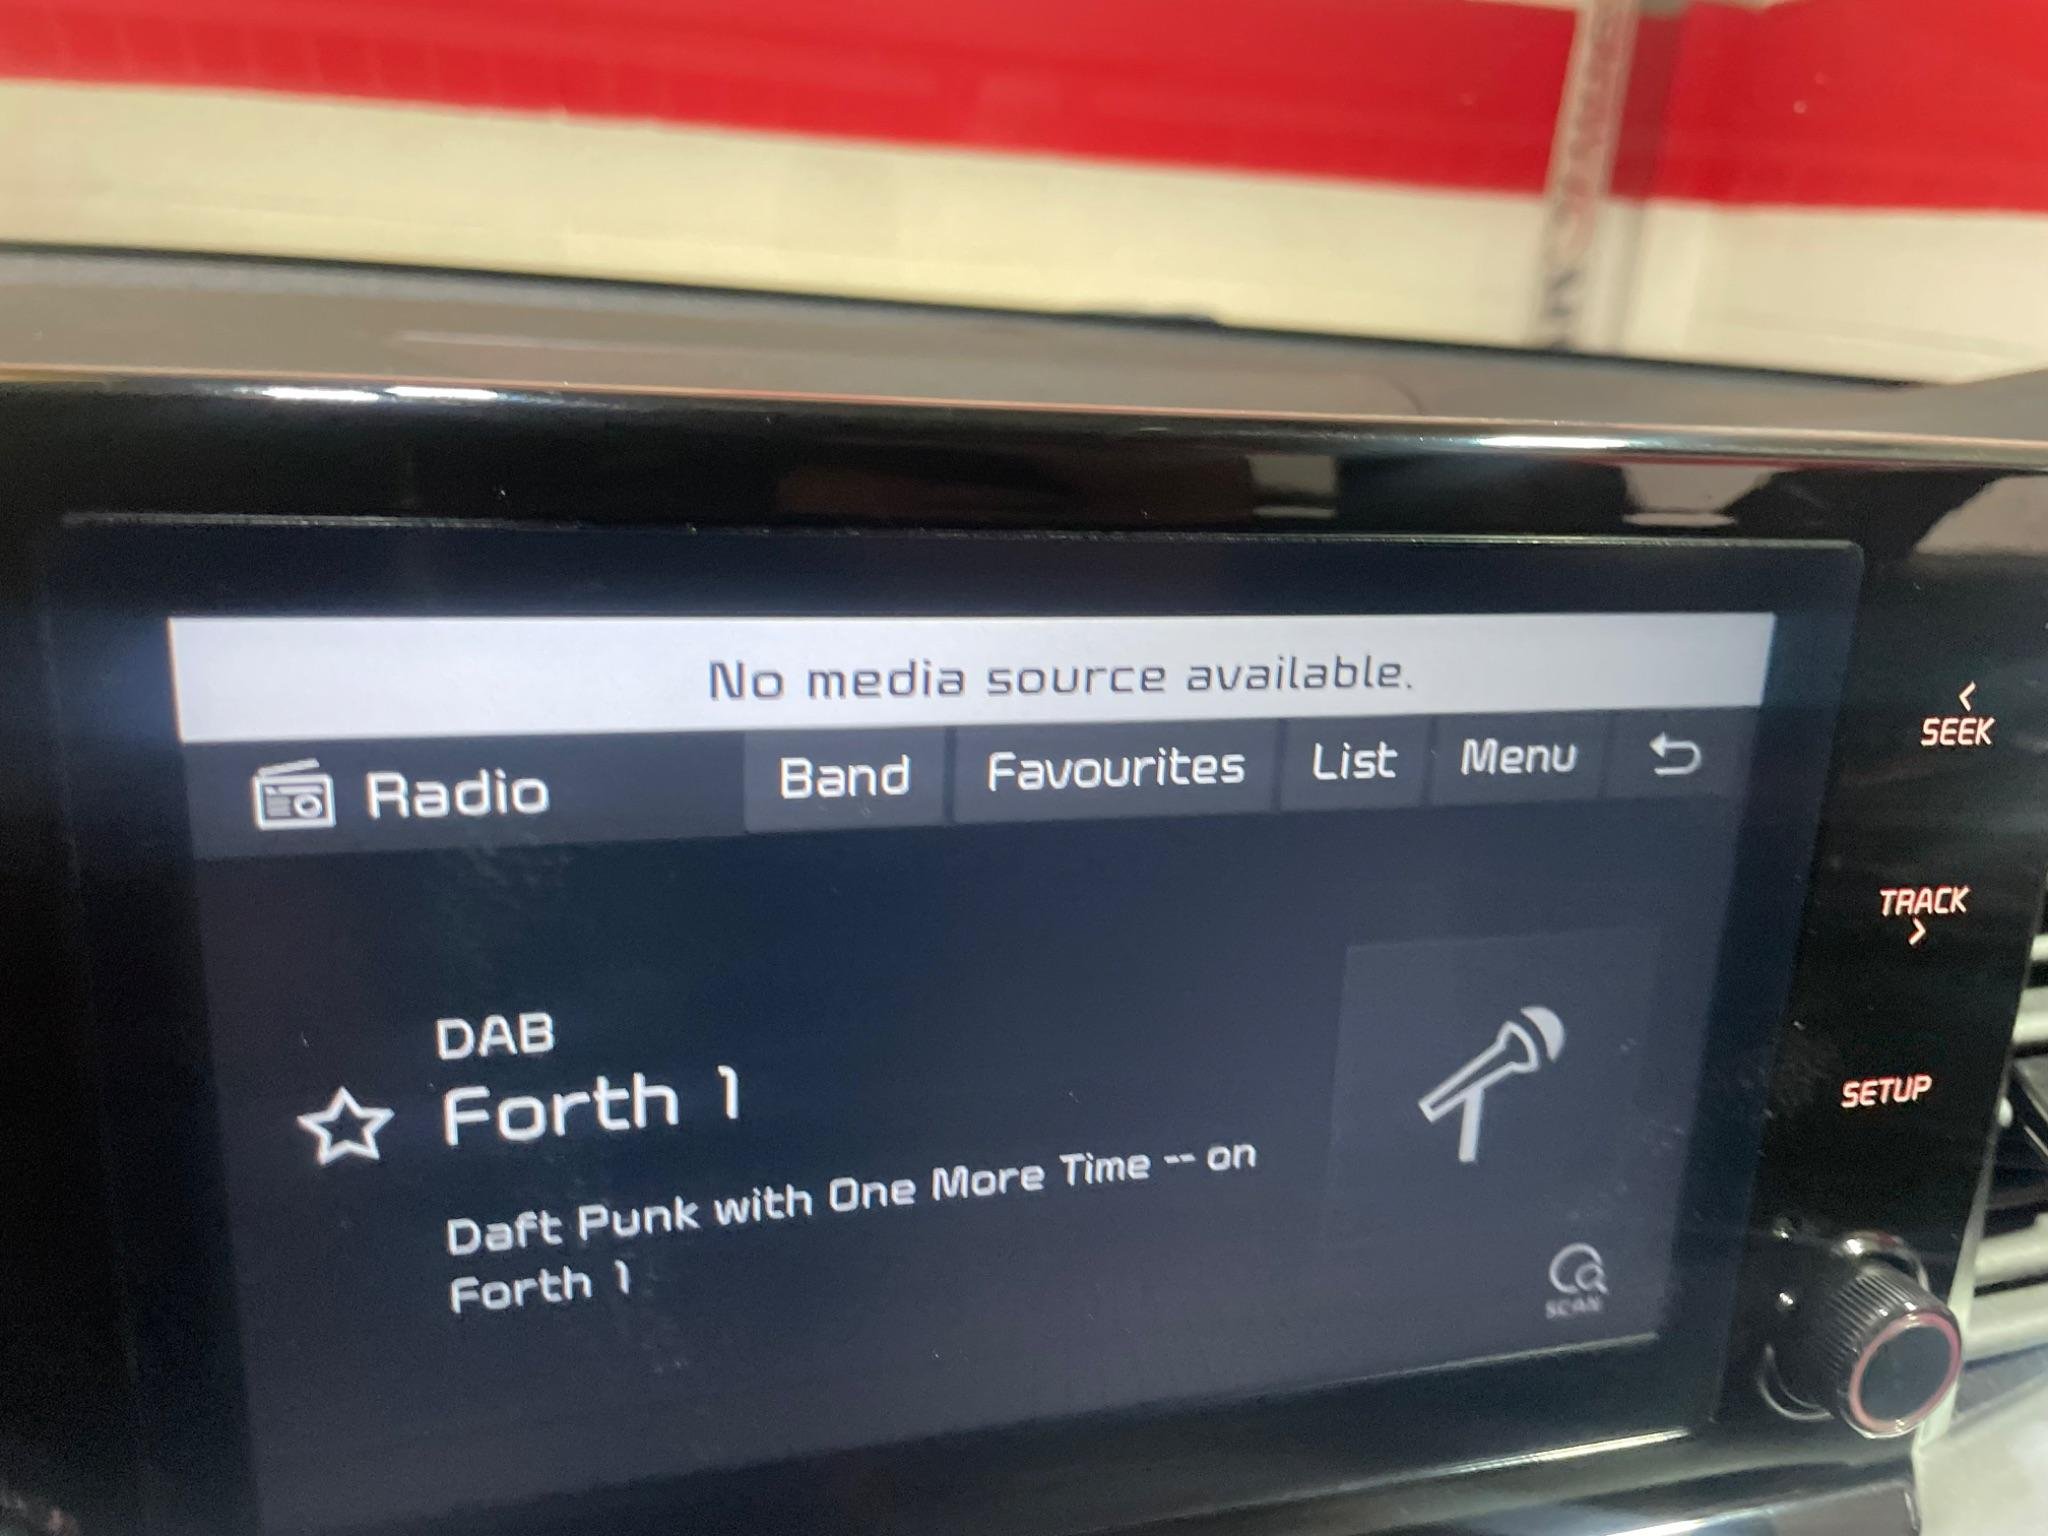 No media source available.
Radio
Band
Favourites
List
Menu
DAB
Forth 1
Daft Punk with One More Time -- on
Forth 1
SCAN
< SEEK
TRACK >
SETUP